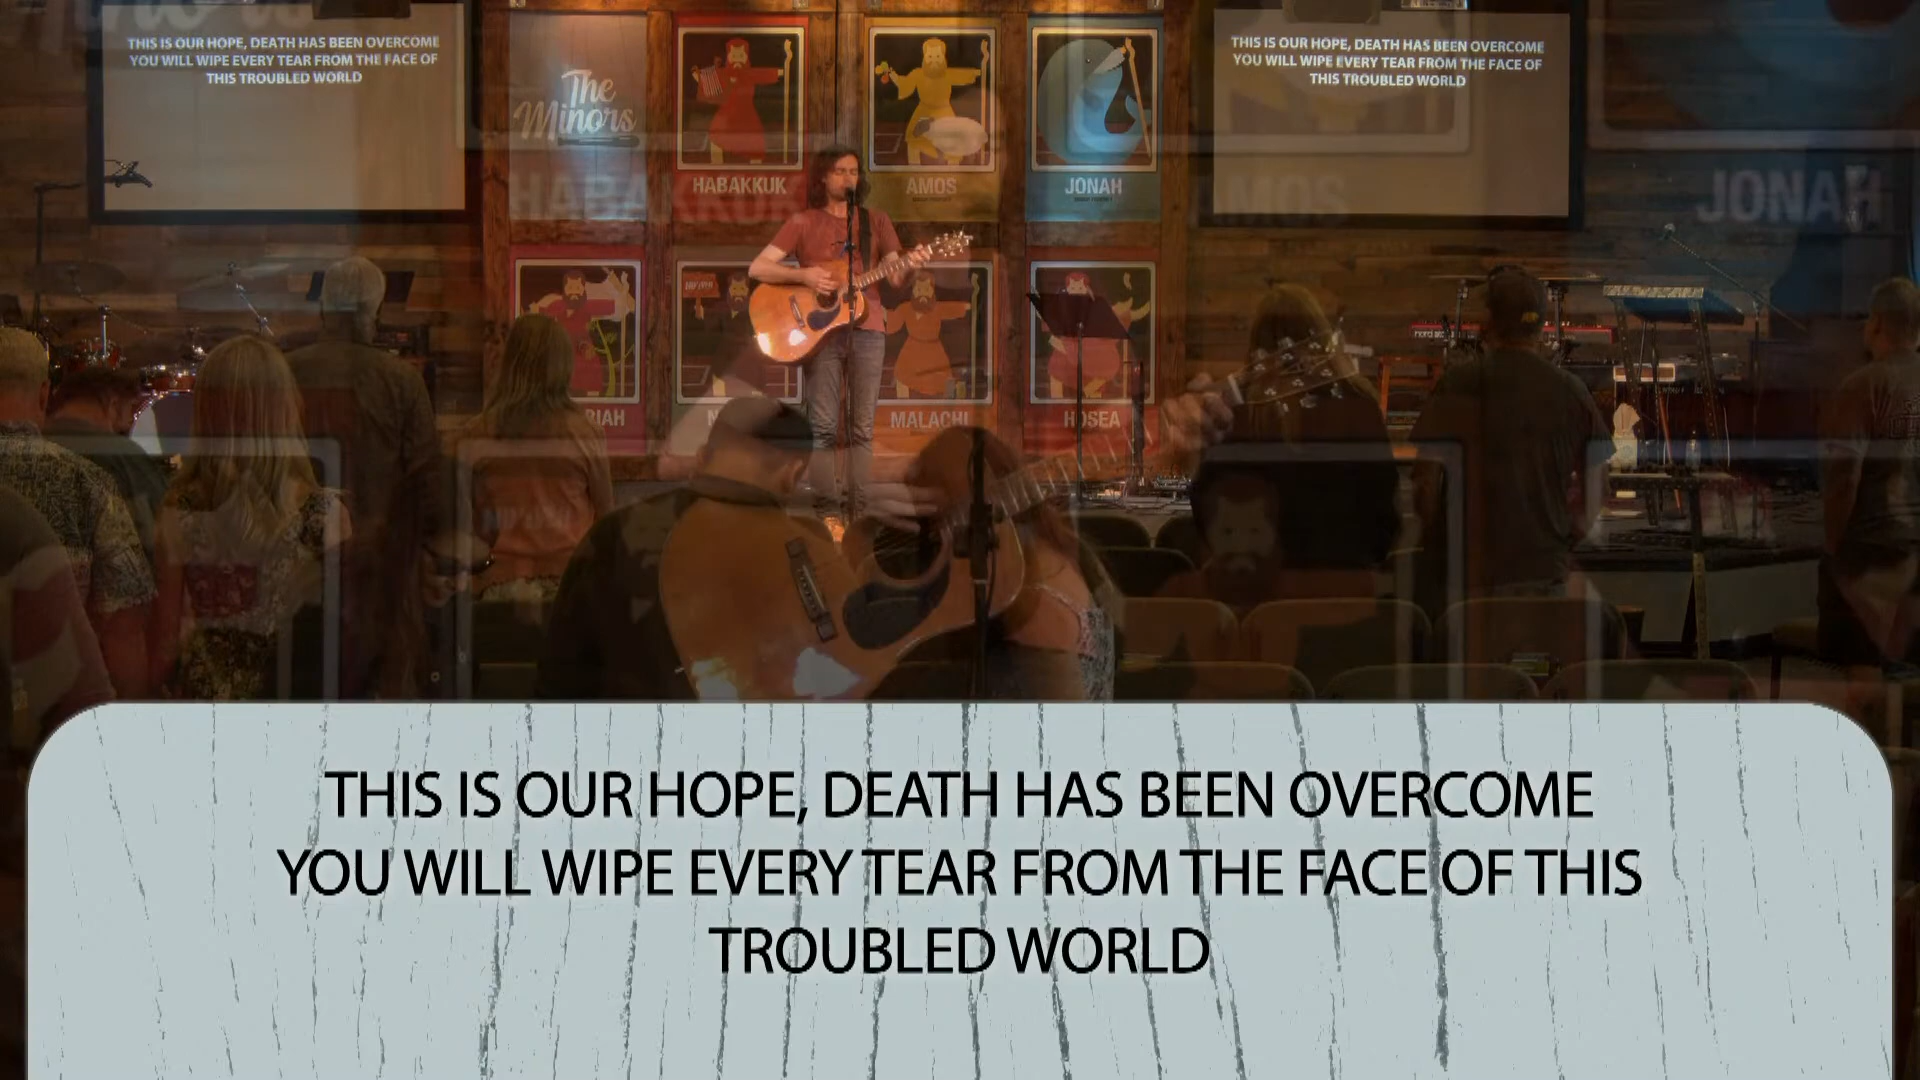 THIS IS OUR HOPE, DEATH HAS BEEN OVERCOME
YOU WILL WIPE EVERY TEAR FROM THE FACE OF
THIS TROUBLED WORLD
THIS IS OUR HOPE, DEATH HAS BEEN OVERCOME
YOU WILL WIPE EVERY TEAR FROM THE FACE OF
THIS TROUBLED WORLD
The
Minors
HABAKKUK
AMOS
JONAH
HABAKKUK
AMOS
JONAH
MALACHI
HOSEA
nord
THIS IS OUR HOPE, DEATH HAS BEEN OVERCOME
YOU WILL WIPE EVERY TEAR FROM THE FACE OF THIS
TROUBLED WORLD